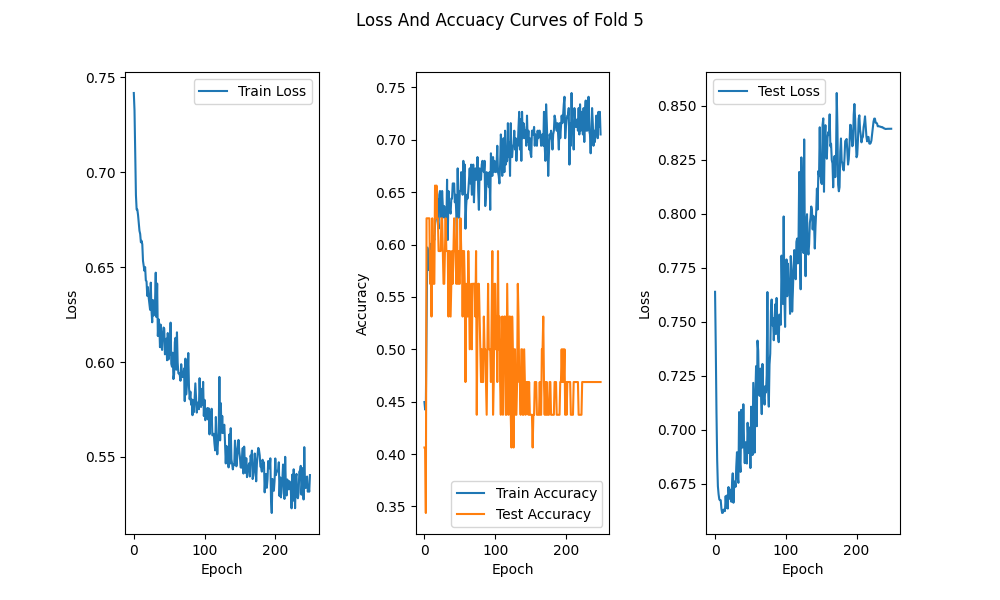 Loss And Accuacy Curves of Fold 5
Train Loss
0.75
0.70
0.65
0.60
0.55
Loss
0
100
200
Epoch
0.75
0.70
0.65
0.60
0.55
0.50
0.45
0.40
0.35
Accuracy
Train Accuracy
Test Accuracy
0
100
200
Epoch
Test Loss
0.850
0.825
0.800
0.775
0.750
0.725
0.700
0.675
Loss
0
100
200
Epoch